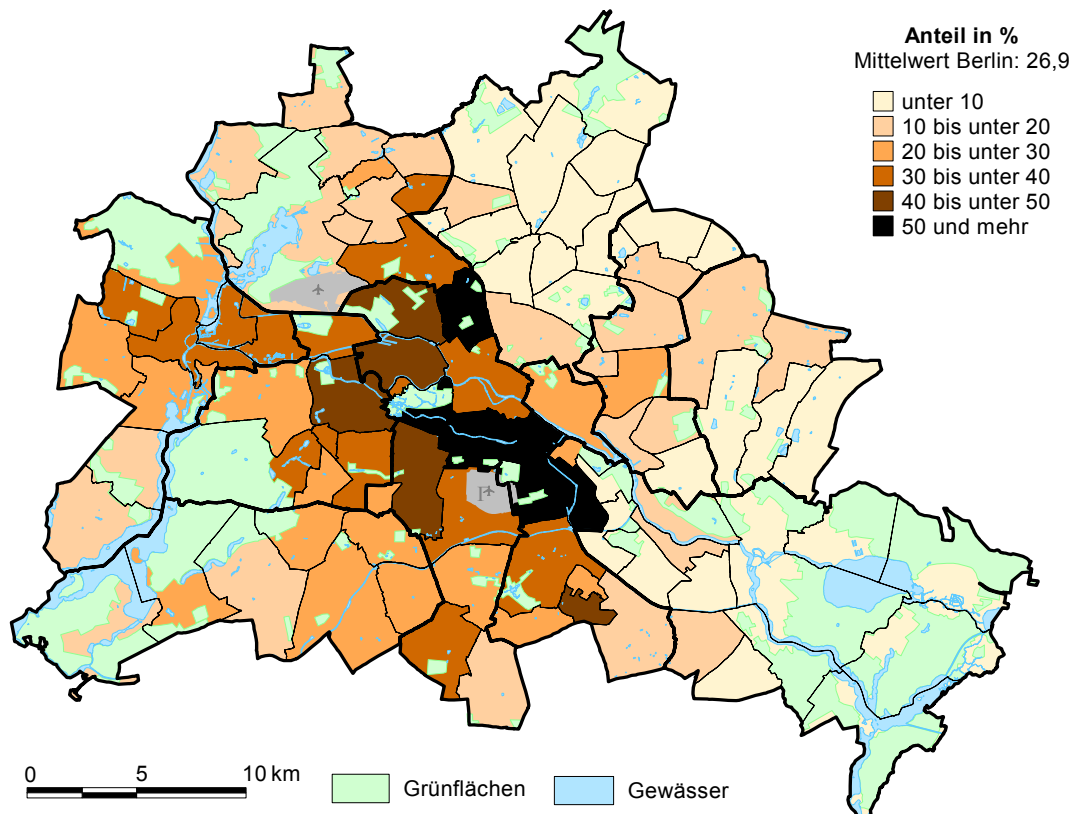 Anteil in %
Mittelwert Berlin: 26,9
unter 10
10 bis unter 20
20 bis unter 30
30 bis unter 40
40 bis unter 50
50 und mehr
0 5 10 km
Grünflächen
Gewässer